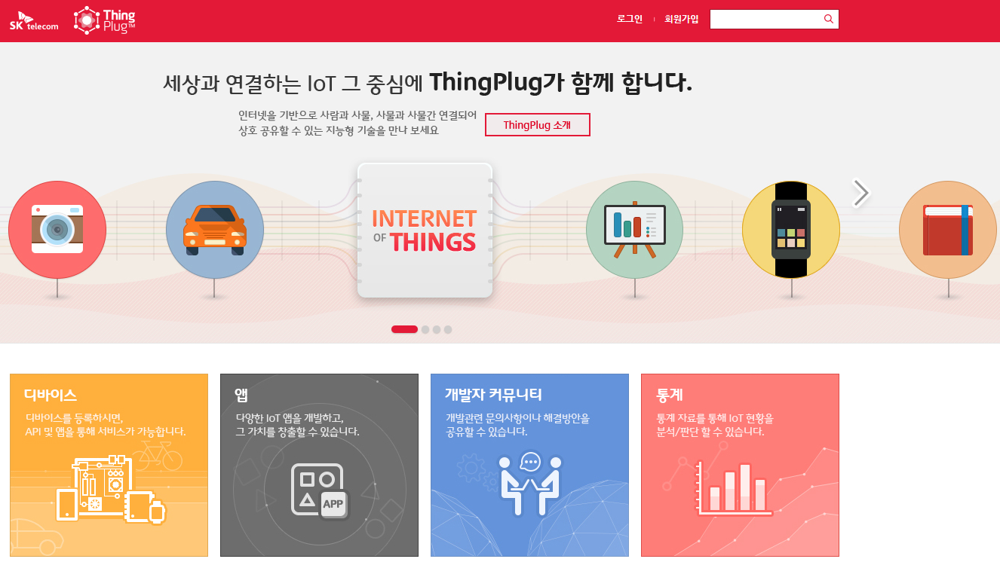 SK telecom
Thing
Plug™
로그인
회원가입
세상과 연결하는 IoT 그 중심에 ThingPlug가 함께 합니다.
인터넷을 기반으로 사람과 사물, 사물과 사물간 연결되어
상호 공유할 수 있는 지능형 기술을 만나 보세요
ThingPlug 소개
INTERNET
OF THINGS
디바이스
디바이스를 등록하시면,
API 및 앱을 통해 서비스가 가능합니다.
앱
다양한 IoT 앱을 개발하고,
그 가치를 창출할 수 있습니다.
APP
개발자 커뮤니티
개발관련 문의사항이나 해결방안을
공유할 수 있습니다.
통계
통계 자료를 통해 IoT 현황을
분석/판단 할 수 있습니다.